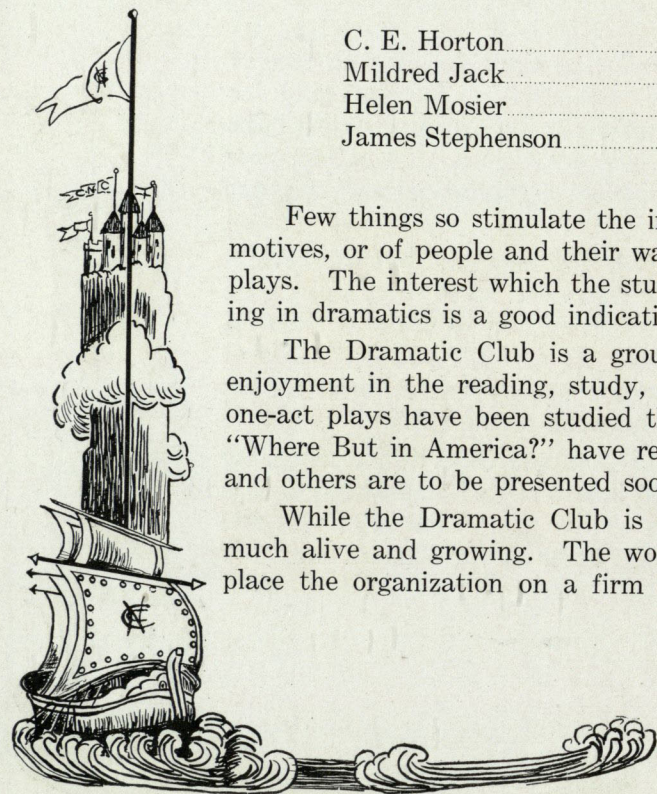 C. E. Horton
Mildred Jack
Helen Mosier
James Stephenson
CNC
Few things so stimulate the i
motives, or of people and their wa
plays. The interest which the stu
ing in dramatics is a good indicati
The Dramatic Club is a grou
enjoyment in the reading, study,
one-act plays have been studied t
"Where But in America?" have re
and others are to be presented soo
While the Dramatic Club is
much alive and growing. The wo
place the organization on a firm